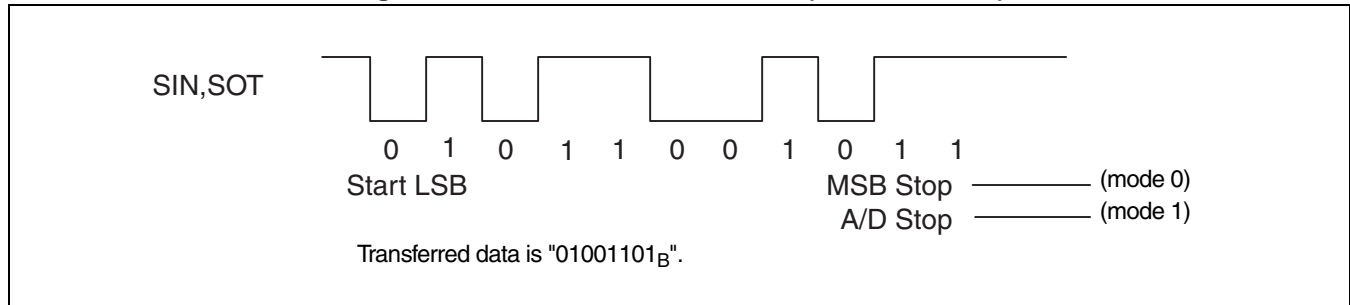 SIN,SOT
0 1 0 1 1 0 0 1 0 1 1
Start LSB MSB Stop (mode 0)
A/D Stop (mode 1)
Transferred data is "01001101B".